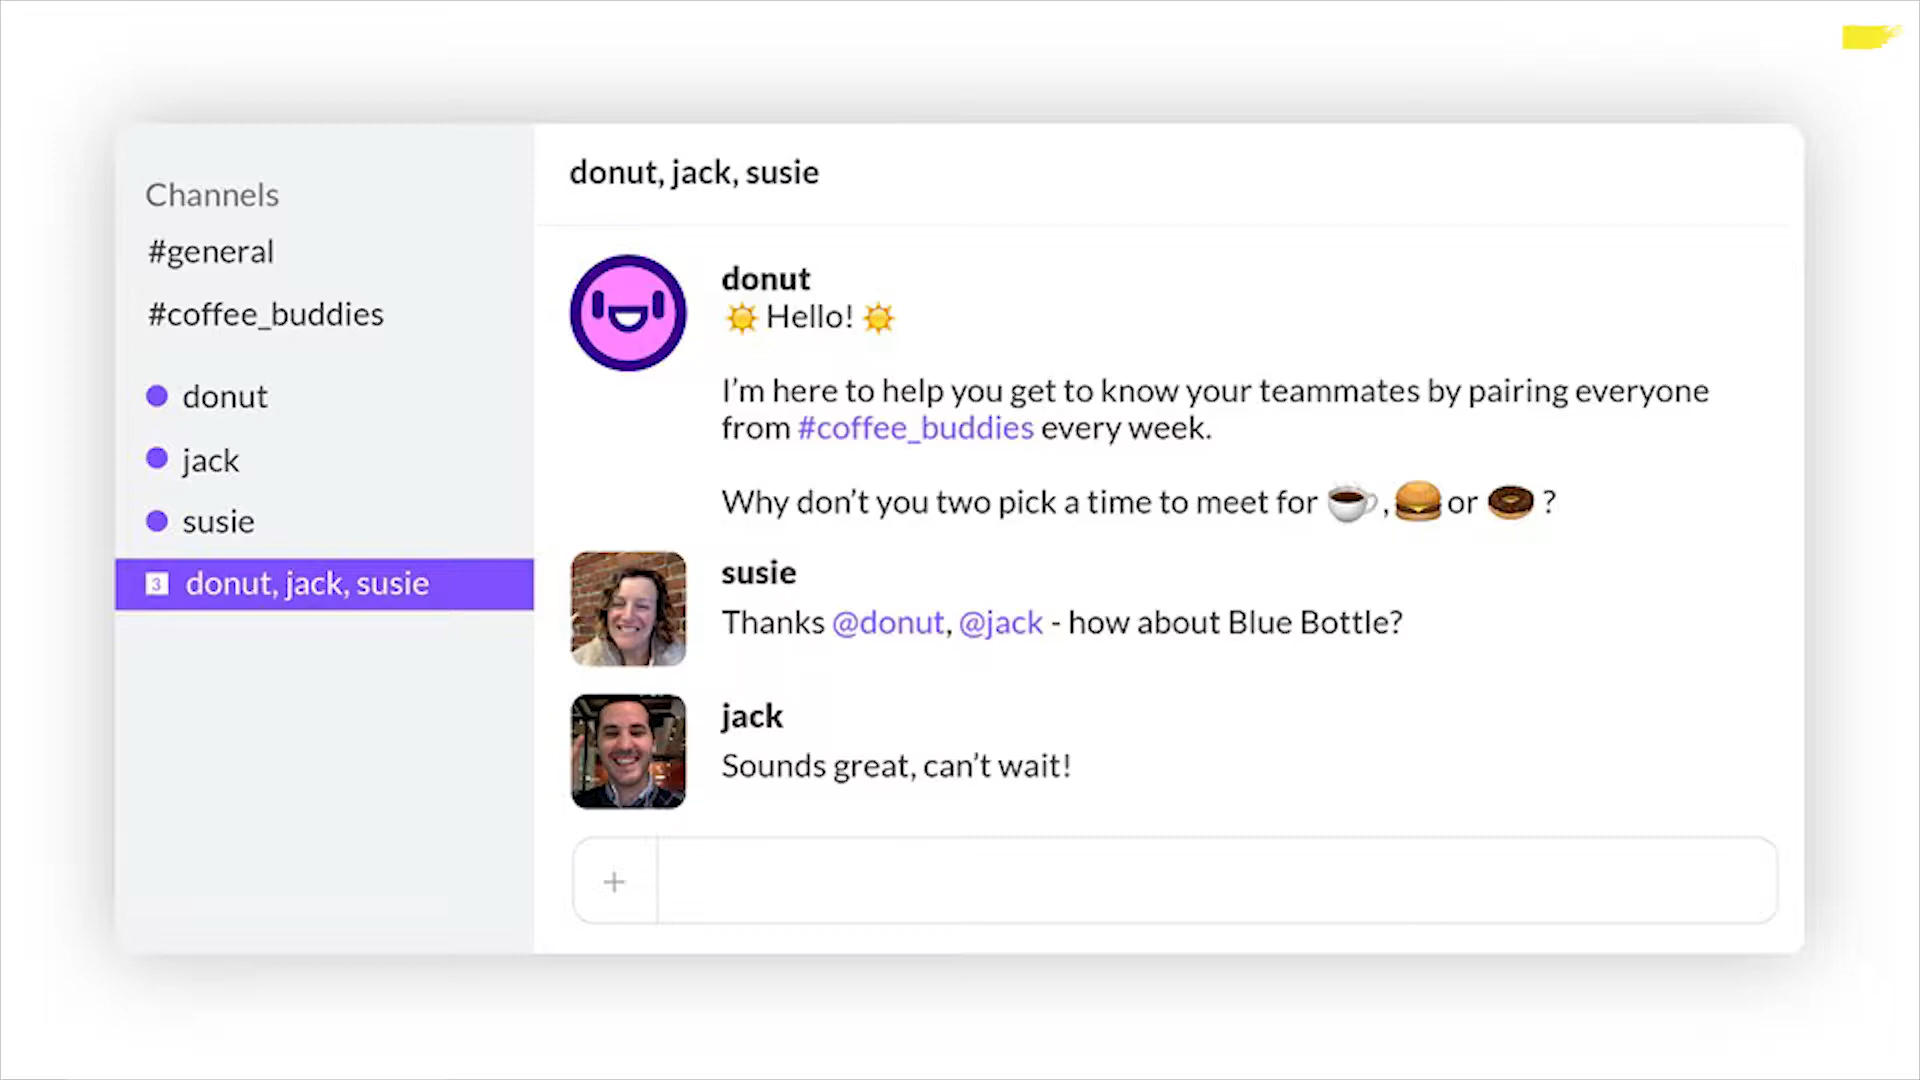 Channels
#general
#coffee_buddies
donut
jack
susie
3 donut, jack, susie
donut, jack, susie
donut
☀️ Hello! ☀️
I’m here to help you get to know your teammates by pairing everyone
from #coffee_buddies every week.
Why don’t you two pick a time to meet for ☕, 🍔 or 🍩 ?
susie
Thanks @donut, @jack - how about Blue Bottle?
jack
Sounds great, can’t wait!